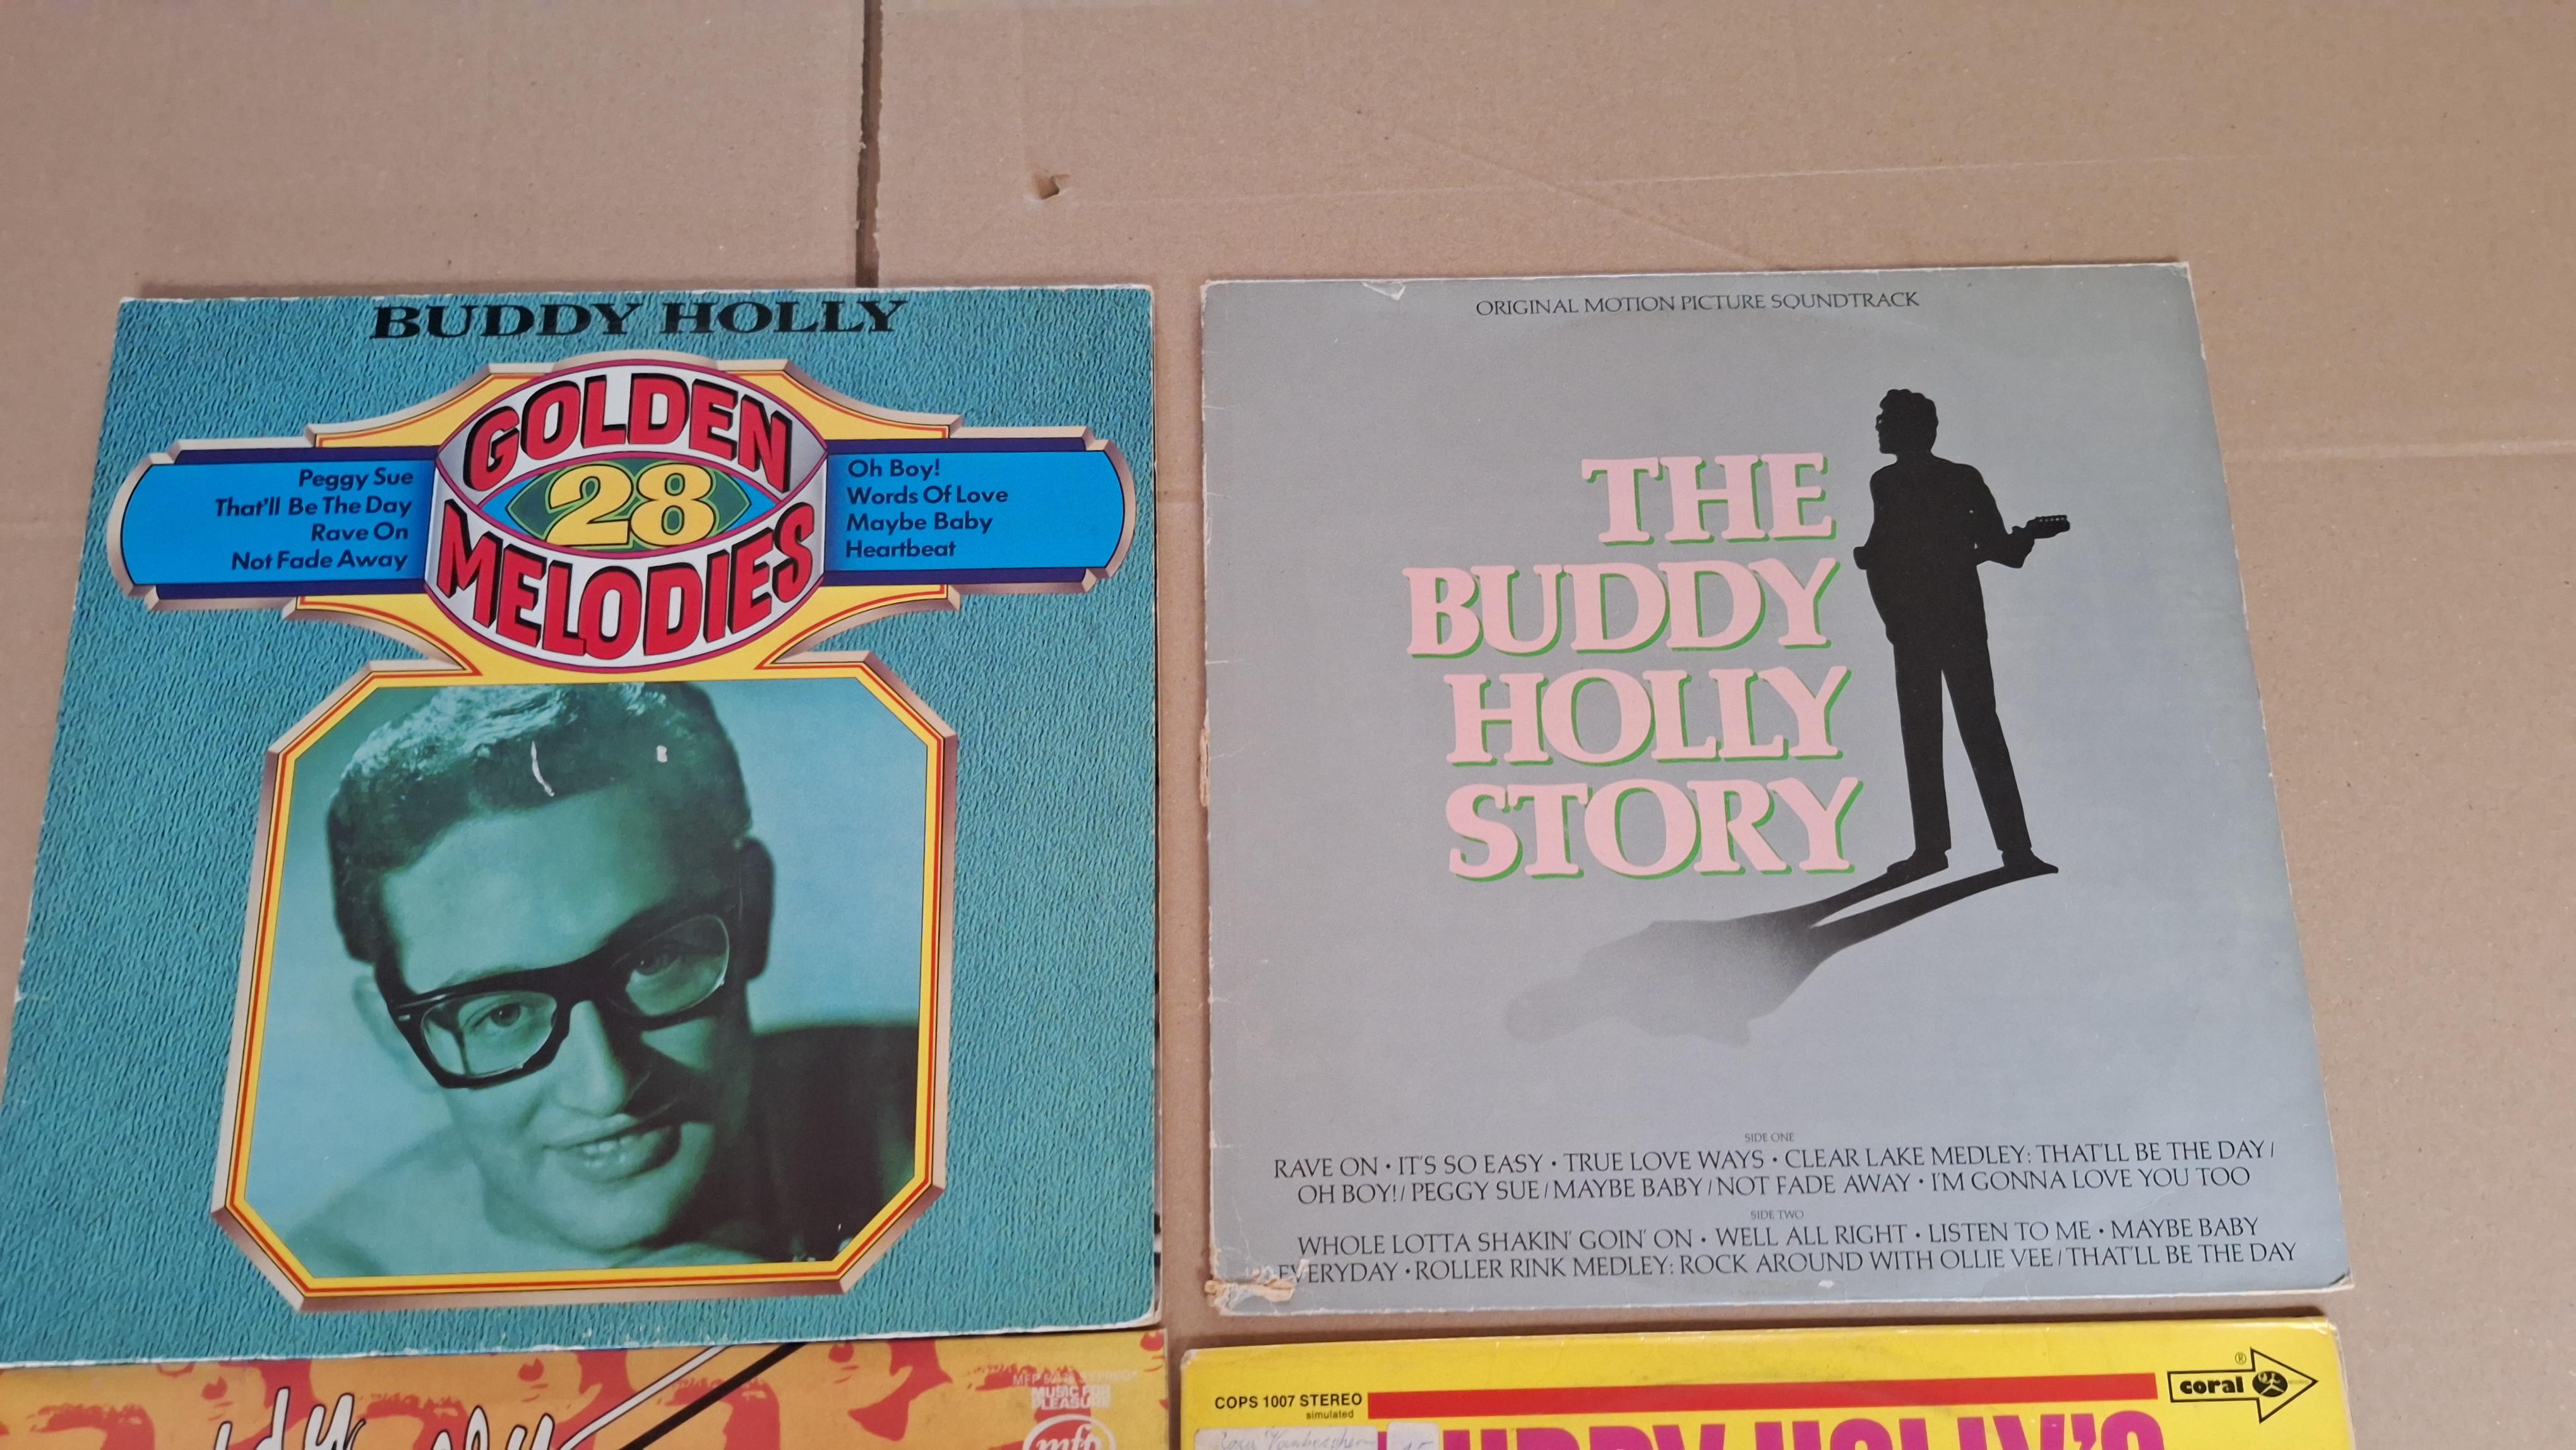 BUDDY HOLLY
GOLDEN
28
MELODIES
Peggy Sue
That'll Be The Day
Rave On
Not Fade Away
Oh Boy!
Words Of Love
Maybe Baby
Heartbeat
ORIGINAL MOTION PICTURE SOUNDTRACK
THE
BUDDY
HOLLY
STORY
SIDE ONE
RAVE ON • IT'S SO EASY • TRUE LOVE WAYS • CLEAR LAKE MEDLEY: THAT'LL BE THE DAY /
OH BOY! / PEGGY SUE / MAYBE BABY / NOT FADE AWAY • I'M GONNA LOVE YOU TOO
SIDE TWO
WHOLE LOTTA SHAKIN' GOIN' ON • WELL ALL RIGHT • LISTEN TO ME • MAYBE BABY
EVERYDAY • ROLLER RINK MEDLEY: ROCK AROUND WITH OLLIE VEE / THAT'LL BE THE DAY
MUSIC FOR
PLEASURE
mfp
COPS 1007 STEREO
simulated
coral
®
HOLLY'S